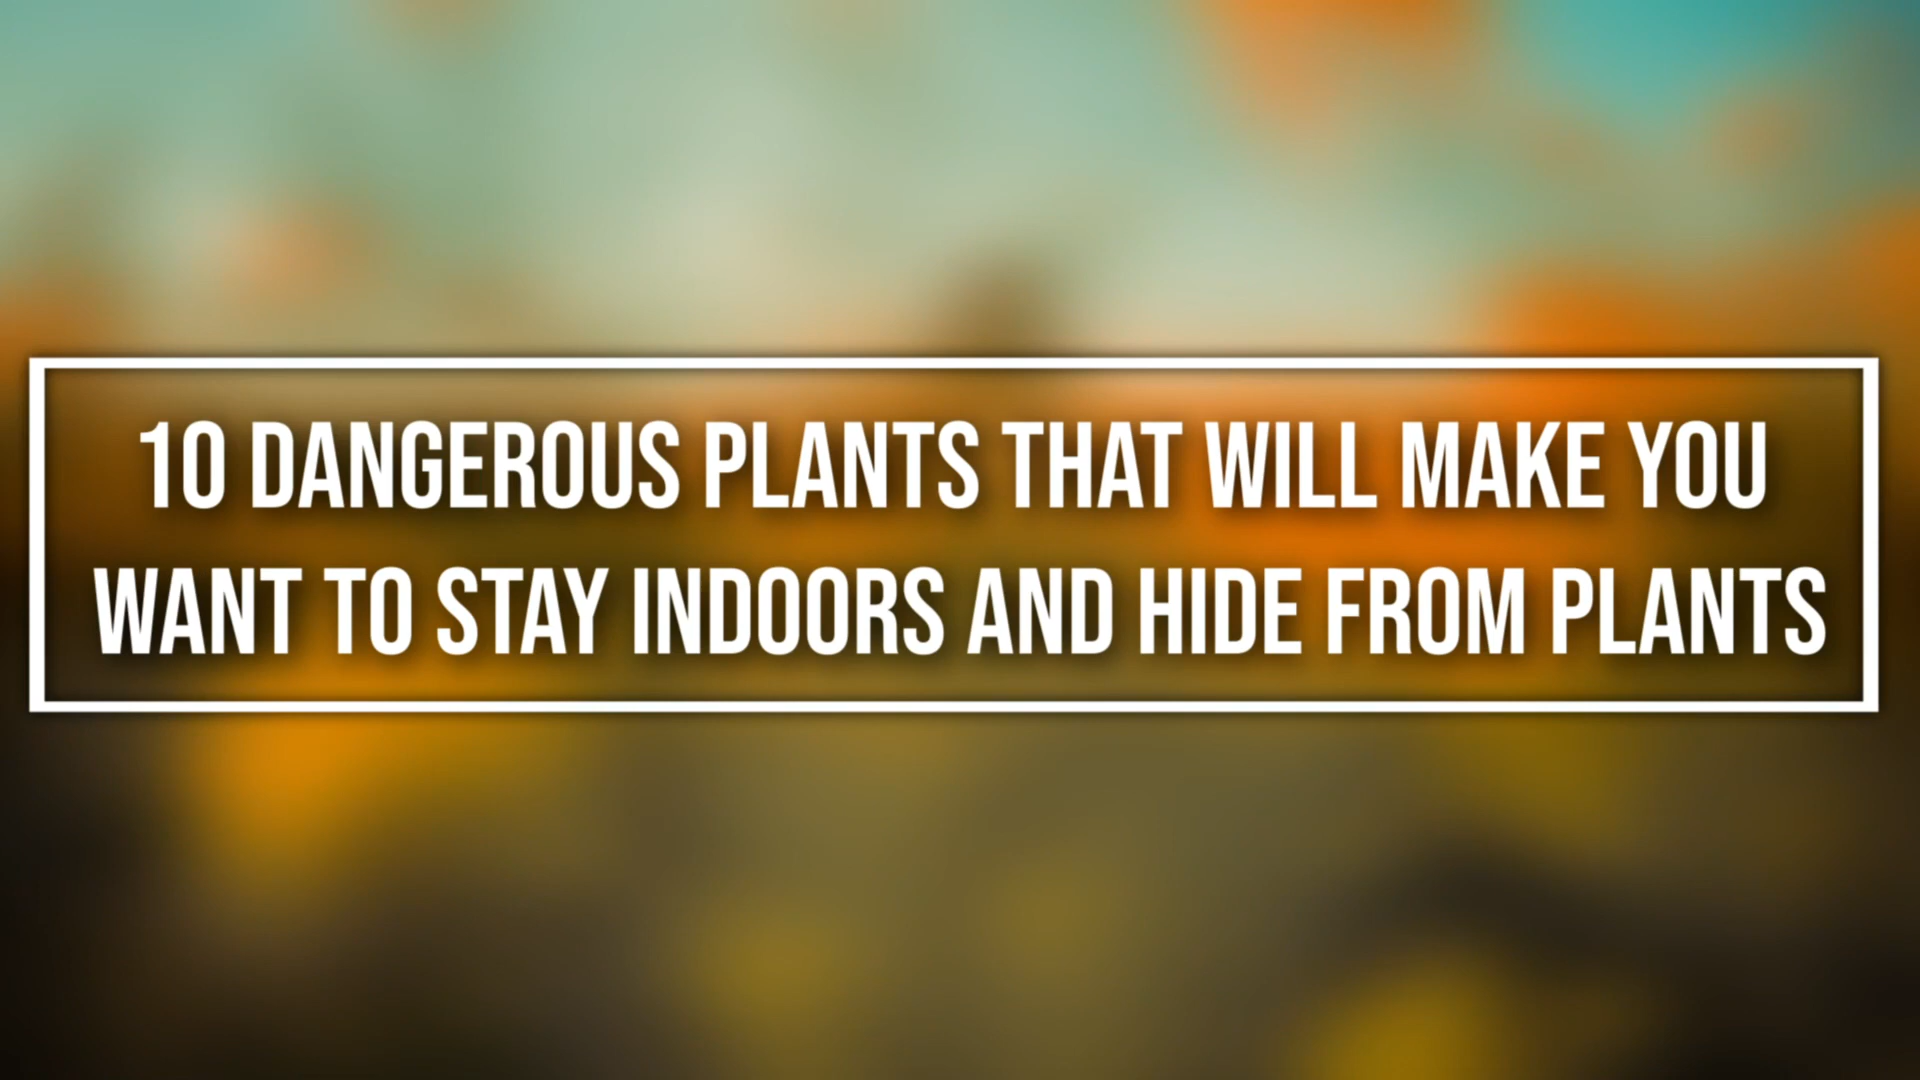 10 DANGEROUS PLANTS THAT WILL MAKE YOU
WANT TO STAY INDOORS AND HIDE FROM PLANTS